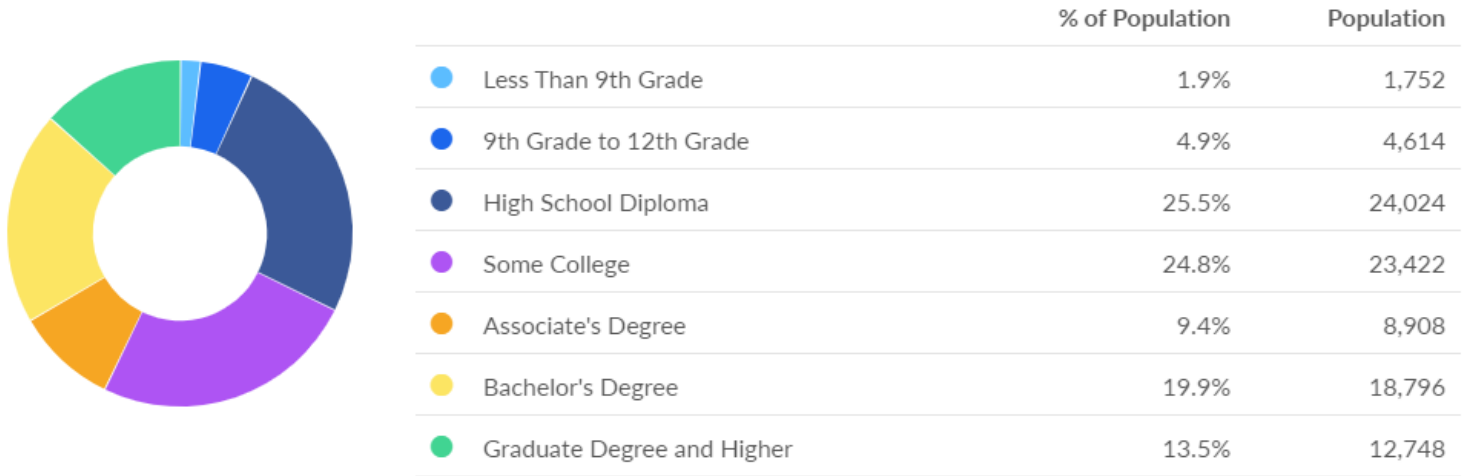 % of Population Population
Less Than 9th Grade 1.9% 1,752
9th Grade to 12th Grade 4.9% 4,614
High School Diploma 25.5% 24,024
Some College 24.8% 23,422
Associate's Degree 9.4% 8,908
Bachelor's Degree 19.9% 18,796
Graduate Degree and Higher 13.5% 12,748